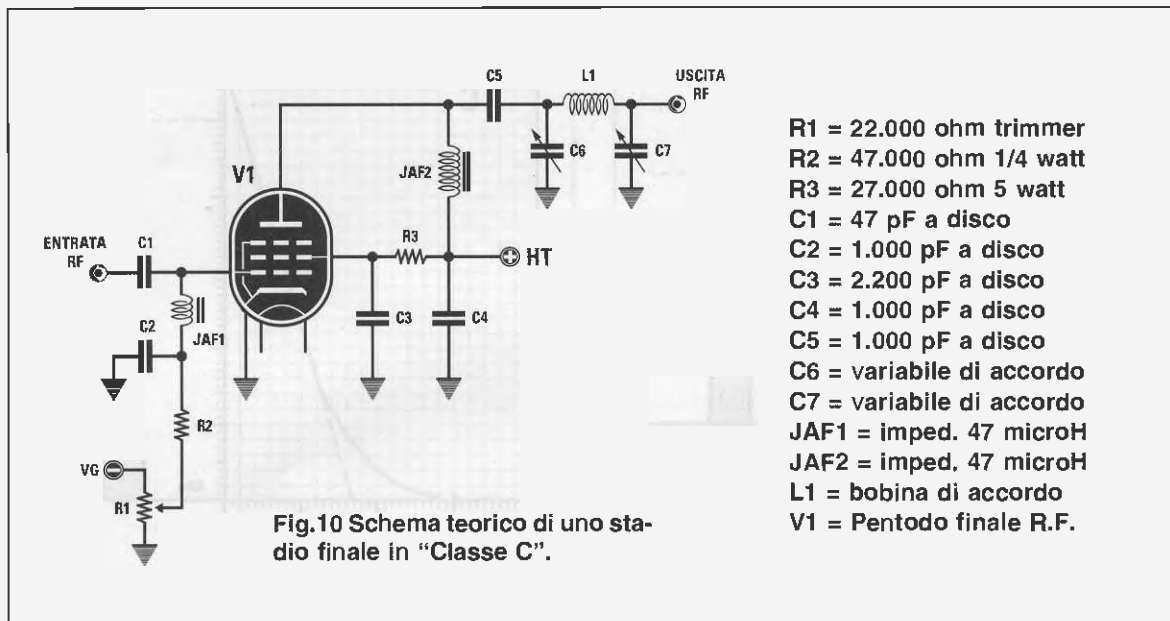 C5
L1
USCITA
RF
C6
C7
JAF2
V1
ENTRATA
RF
C1
R3
HT
JAF1
C2
C3
C4
R2
VG
R1
Fig.10 Schema teorico di uno sta-
dio finale in “Classe C”.
R1 = 22.000 ohm trimmer
R2 = 47.000 ohm 1/4 watt
R3 = 27.000 ohm 5 watt
C1 = 47 pF a disco
C2 = 1.000 pF a disco
C3 = 2.200 pF a disco
C4 = 1.000 pF a disco
C5 = 1.000 pF a disco
C6 = variabile di accordo
C7 = variabile di accordo
JAF1 = imped. 47 microH
JAF2 = imped. 47 microH
L1 = bobina di accordo
V1 = Pentodo finale R.F.